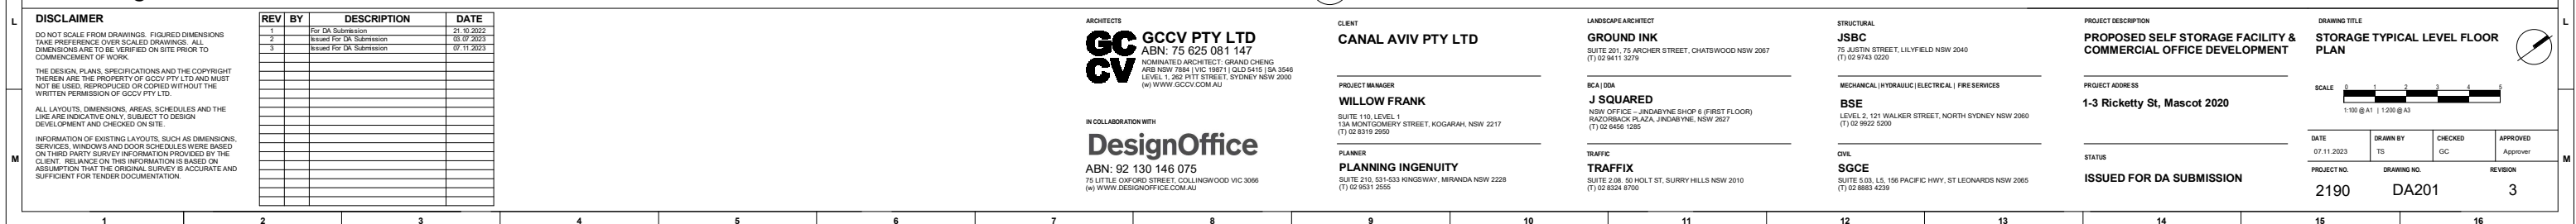 L
DISCLAIMER
DO NOT SCALE FROM DRAWINGS. FIGURED DIMENSIONS
TAKE PREFERENCE OVER SCALED DRAWINGS. ALL
DIMENSIONS ARE TO BE VERIFIED ON SITE PRIOR TO
COMMENCEMENT OF WORK.
THE DESIGN, PLANS, SPECIFICATIONS AND THE COPYRIGHT
THEREIN ARE THE PROPERTY OF GCCV PTY LTD AND MUST
NOT BE USED, REPRODUCED OR COPIED WITHOUT THE
WRITTEN PERMISSION OF GCCV PTY LTD.
ALL LAYOUTS, DIMENSIONS, AREAS, SCHEDULES AND THE
LIKE ARE INDICATIVE ONLY, SUBJECT TO DESIGN
DEVELOPMENT AND CHECKED ON SITE.
INFORMATION OF EXISTING LAYOUTS, SUCH AS DIMENSIONS,
SERVICES, WINDOWS AND DOOR SCHEDULES WERE BASED
ON THIRD PARTY SURVEY INFORMATION PROVIDED BY THE
CLIENT. RELIANCE ON THIS INFORMATION IS BASED ON
ASSUMPTION THAT THE ORIGINAL SURVEY IS ACCURATE AND
SUFFICIENT FOR TENDER DOCUMENTATION.
M
REV BY DESCRIPTION DATE
1 For DA Submission 21.10.2022
2 Issued For DA Submission 03.07.2023
3 Issued For DA Submission 07.11.2023
ARCHITECTS
GC
CV
GCCV PTY LTD
ABN: 75 625 081 147
NOMINATED ARCHITECT: GRAND CHENG
ARB NSW 7884 | VIC 19871 | QLD 5415 | SA 3546
LEVEL 1, 262 PITT STREET, SYDNEY NSW 2000
(w) WWW.GCCV.COM.AU
IN COLLABORATION WITH
DesignOffice
ABN: 92 130 146 075
75 LITTLE OXFORD STREET, COLLINGWOOD VIC 3066
(w) WWW.DESIGNOFFICE.COM.AU
CLIENT
CANAL AVIV PTY LTD
PROJECT MANAGER
WILLOW FRANK
SUITE 110, LEVEL 1
13A MONTGOMERY STREET, KOGARAH, NSW 2217
(T) 02 8319 2950
PLANNER
PLANNING INGENUITY
SUITE 210, 531-533 KINGSWAY, MIRANDA NSW 2228
(T) 02 9531 2555
LANDSCAPE ARCHITECT
GROUND INK
SUITE 201, 75 ARCHER STREET, CHATSWOOD NSW 2067
(T) 02 9411 3279
BCA | DDA
J SQUARED
NSW OFFICE – JINDABYNE SHOP 6 (FIRST FLOOR)
RAZORBACK PLAZA, JINDABYNE, NSW 2627
(T) 02 6456 1285
TRAFFIC
TRAFFIX
SUITE 2.08. 50 HOLT ST, SURRY HILLS NSW 2010
(T) 02 8324 8700
STRUCTURAL
JSBC
75 JUSTIN STREET, LILYFIELD NSW 2040
(T) 02 9743 0220
MECHANICAL | HYDRAULIC | ELECTRICAL | FIRE SERVICES
BSE
LEVEL 2, 121 WALKER STREET, NORTH SYDNEY NSW 2060
(T) 02 9922 5200
CIVIL
SGCE
SUITE 5.03, L5, 156 PACIFIC HWY, ST LEONARDS NSW 2065
(T) 02 8883 4239
PROJECT DESCRIPTION
PROPOSED SELF STORAGE FACILITY &
COMMERCIAL OFFICE DEVELOPMENT
PROJECT ADDRESS
1-3 Ricketty St, Mascot 2020
STATUS
ISSUED FOR DA SUBMISSION
DRAWING TITLE
STORAGE TYPICAL LEVEL FLOOR
PLAN
SCALE 0 1 2 3 4 5
1:100 @ A1 | 1:200 @ A3
DATE DRAWN BY CHECKED APPROVED
07.11.2023 TS GC Approver
PROJECT NO. DRAWING NO. REVISION
2190 DA201 3
L
M
1 2 3 4 5 6 7 8 9 10 11 12 13 14 15 16